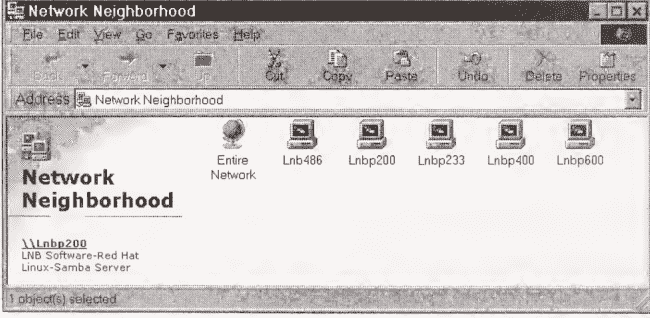 Network Neighborhood
File Edit View Go Favorites Help
Back Forward Up Cut Copy Paste Undo Delete Properties
Address Network Neighborhood
Entire Network
Lnb486
Lnbp200
Lnbp233
Lnbp400
Lnbp600
Network
Neighborhood
\\Lnbp200
LNB Software-Red Hat
Linux-Samba Server
1 object(s) selected